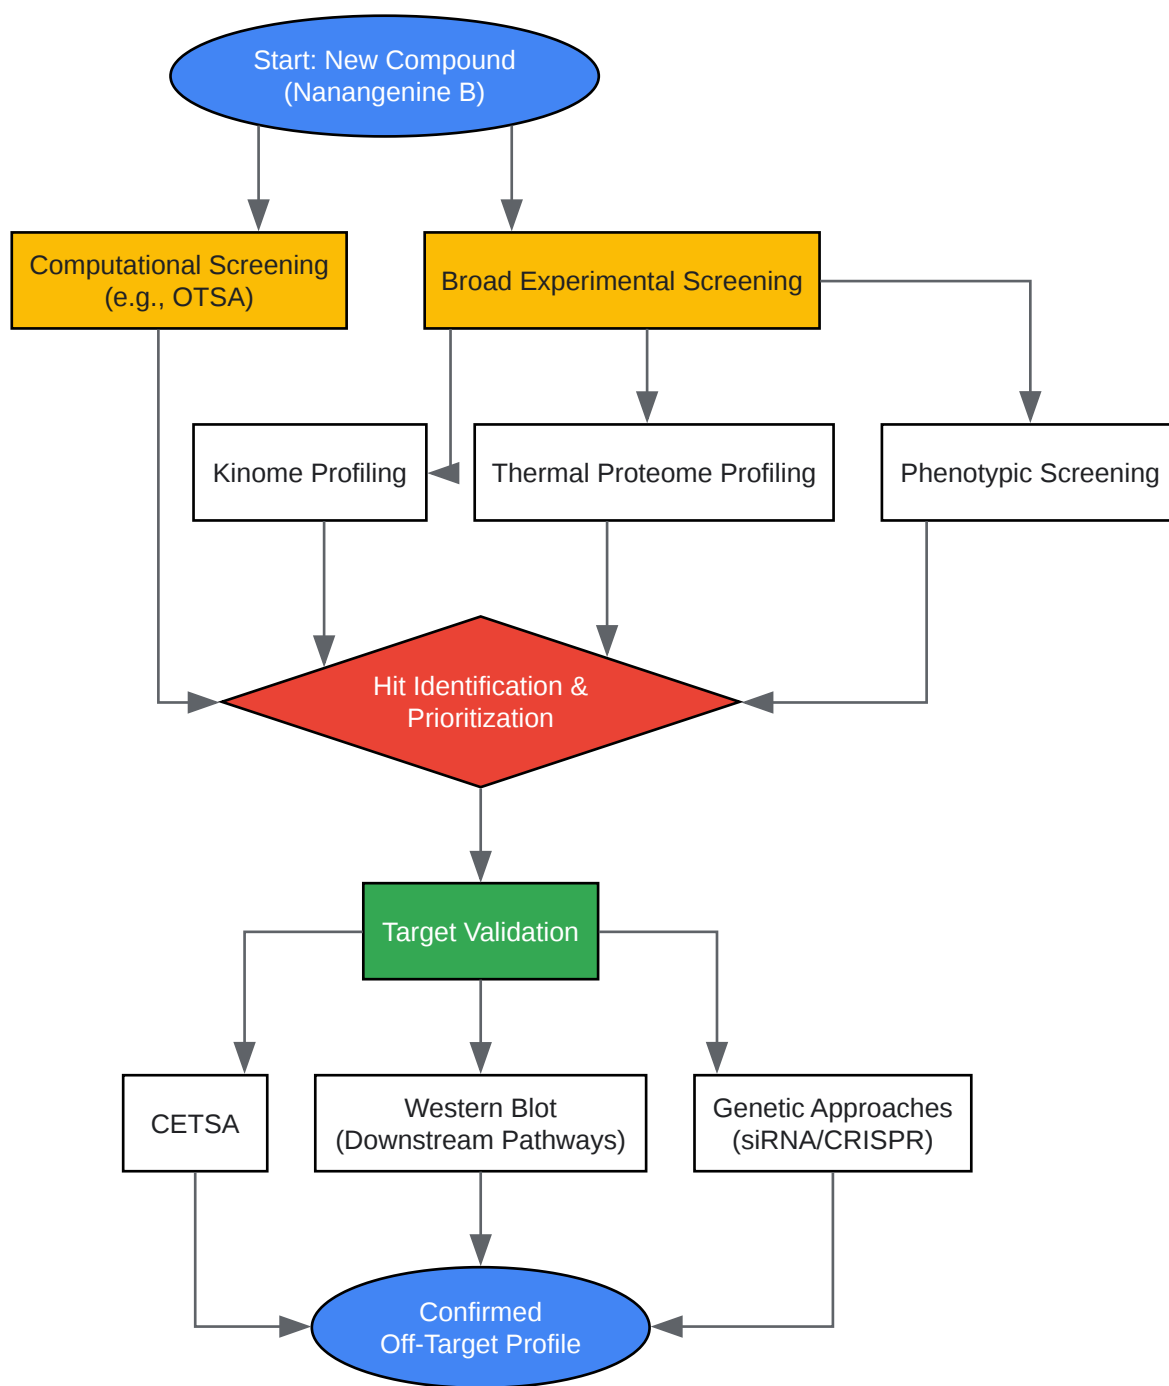 Start: New Compound
(Nanangenine B)
Computational Screening
(e.g., OTSA)
Broad Experimental Screening
Kinome Profiling
Thermal Proteome Profiling
Phenotypic Screening
Hit Identification &
Prioritization
Target Validation
CETSA
Western Blot
(Downstream Pathways)
Genetic Approaches
(siRNA/CRISPR)
Confirmed
Off-Target Profile